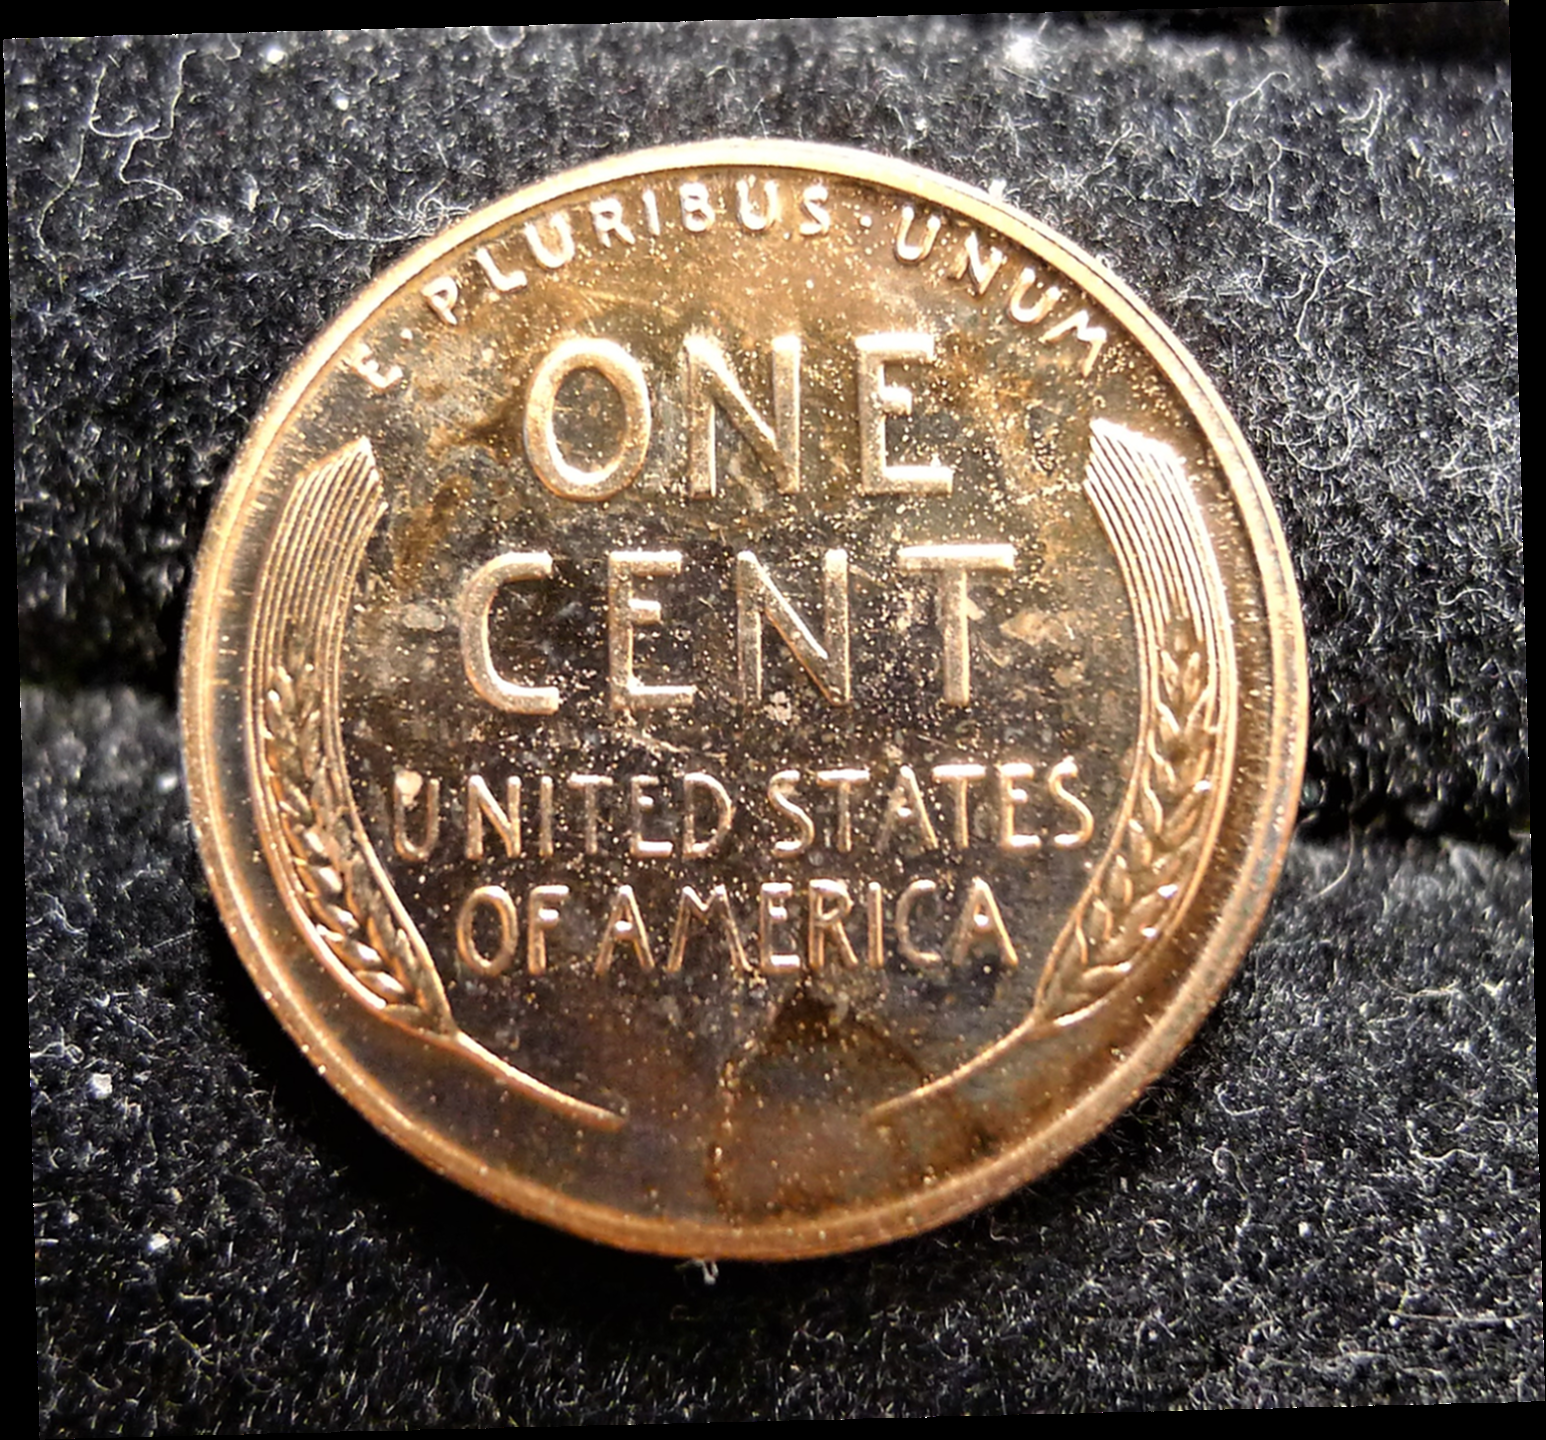 E · PLURIBUS · UNUM
ONE
CENT
UNITED STATES
OF AMERICA